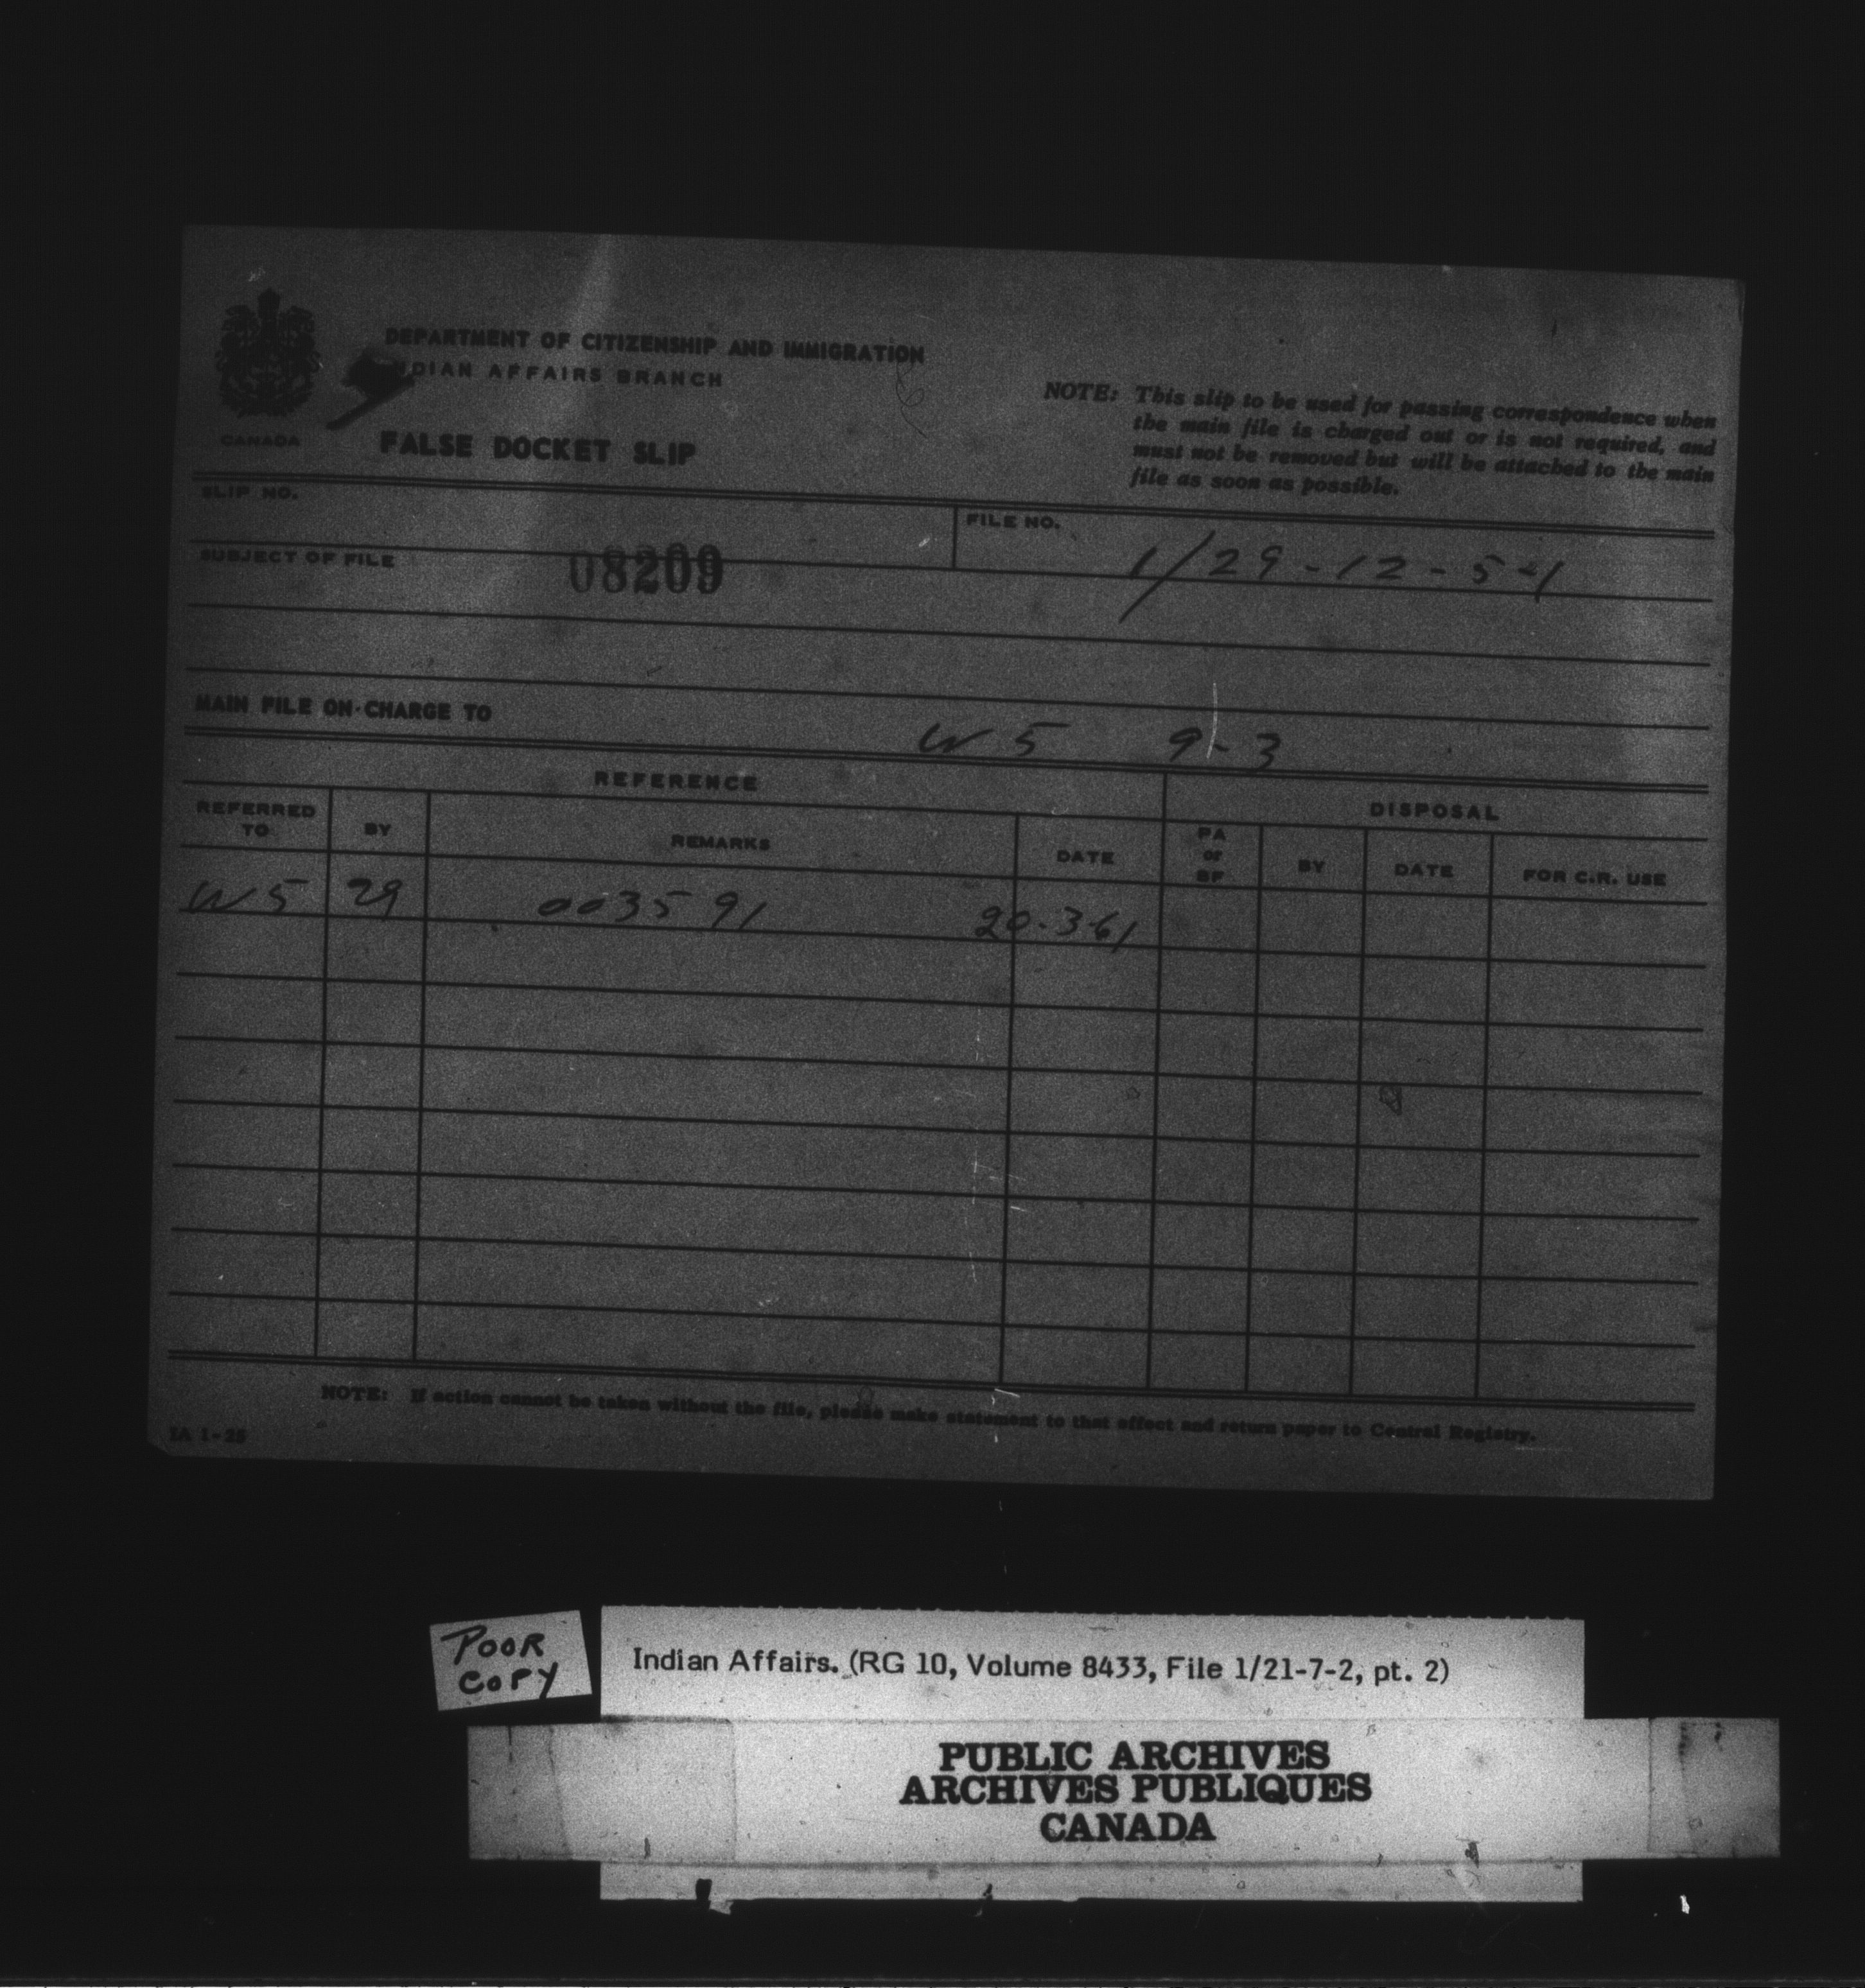 DEPARTMENT OF CITIZENSHIP AND IMMIGRATION
INDIAN AFFAIRS BRANCH
CANADA
FALSE DOCKET SLIP
NOTE: This slip to be used for passing correspondence when
the main file is charged out or is not required, and
must not be removed but will be attached to the main
file as soon as possible.
SLIP NO.
08209
FILE NO.
1/29-12-5-1
SUBJECT OF FILE
MAIN FILE ON CHARGE TO
W 5 9-3
REFERENCE
DISPOSAL
REFERRED TO BY REMARKS DATE PA or BF BY DATE FOR C.R. USE
W 5 29 003591 20-3-61
NOTE: If action cannot be taken without the file, please make statement to that effect and return paper to Central Registry.
IA 1-25
POOR
COPY
Indian Affairs. (RG 10, Volume 8433, File 1/21-7-2, pt. 2)
PUBLIC ARCHIVES
ARCHIVES PUBLIQUES
CANADA